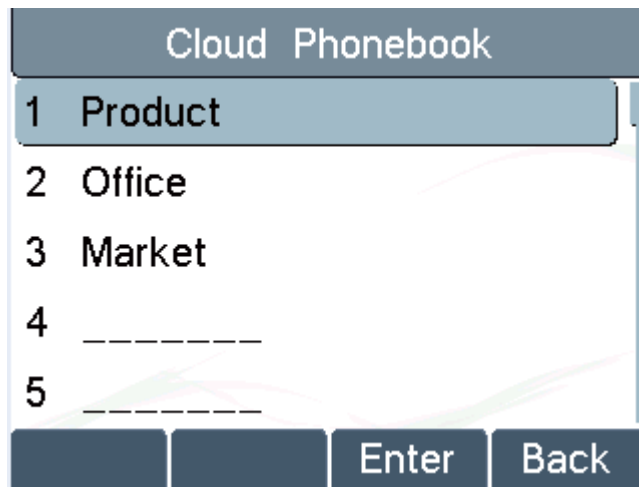 Cloud Phonebook
1 Product
2 Office
3 Market
4 _______
5 _______
Enter Back